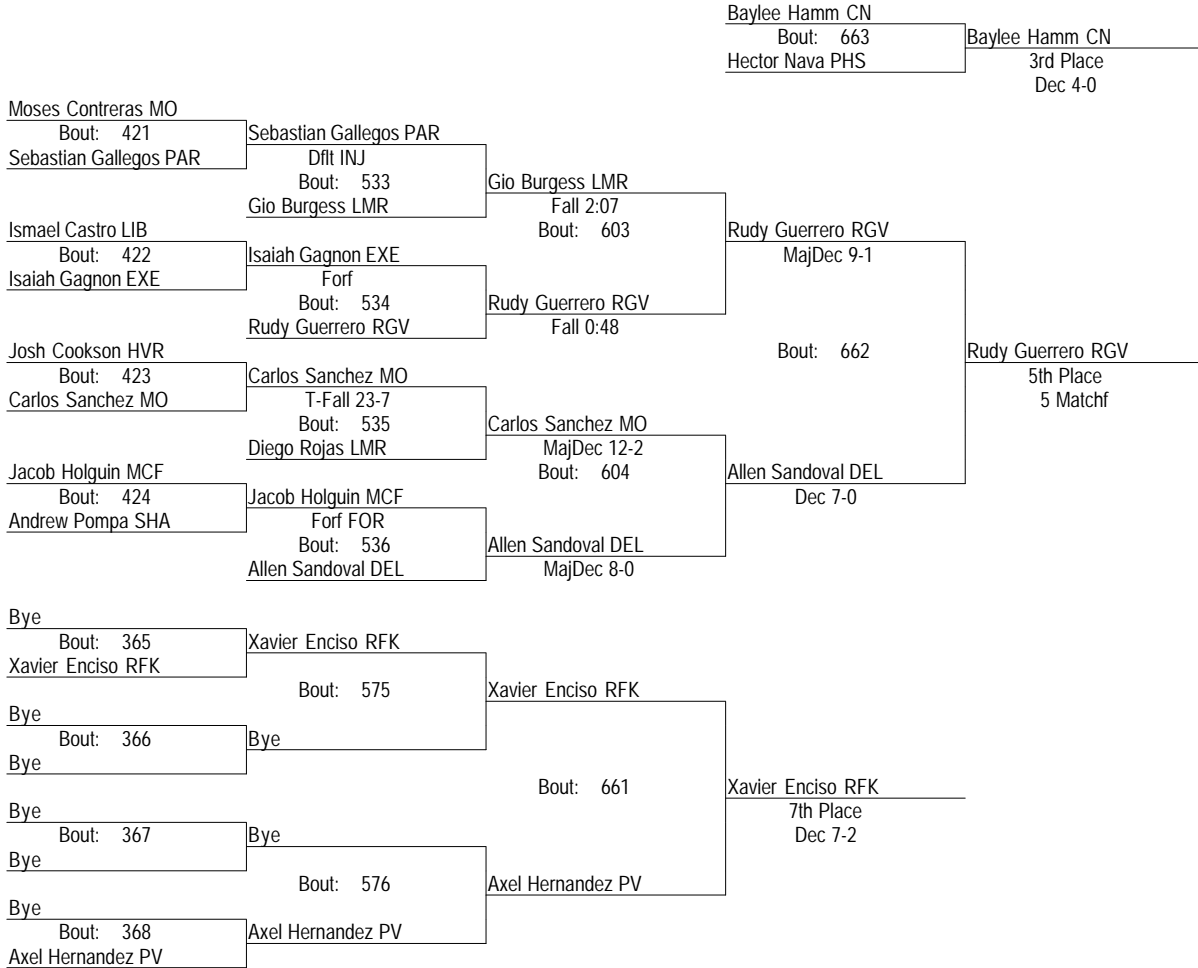 Baylee Hamm CN
Bout: 663
Hector Nava PHS
Baylee Hamm CN
3rd Place
Dec 4-0
Moses Contreras MO
Bout: 421
Sebastian Gallegos PAR
Sebastian Gallegos PAR
Dflt INJ
Bout: 533
Gio Burgess LMR
Gio Burgess LMR
Fall 2:07
Bout: 603
Ismael Castro LIB
Bout: 422
Isaiah Gagnon EXE
Isaiah Gagnon EXE
Forf
Bout: 534
Rudy Guerrero RGV
Rudy Guerrero RGV
Fall 0:48
Rudy Guerrero RGV
MajDec 9-1
Bout: 662
Rudy Guerrero RGV
5th Place
5 Matchf
Josh Cookson HVR
Bout: 423
Carlos Sanchez MO
Carlos Sanchez MO
T-Fall 23-7
Bout: 535
Diego Rojas LMR
Carlos Sanchez MO
MajDec 12-2
Bout: 604
Jacob Holguin MCF
Bout: 424
Andrew Pompa SHA
Jacob Holguin MCF
Forf FOR
Bout: 536
Allen Sandoval DEL
Allen Sandoval DEL
MajDec 8-0
Allen Sandoval DEL
Dec 7-0
Bye
Bout: 365
Xavier Enciso RFK
Xavier Enciso RFK
Bout: 575
Xavier Enciso RFK
Bye
Bout: 366
Bye
Bye
Bout: 661
Xavier Enciso RFK
7th Place
Dec 7-2
Bye
Bout: 367
Bye
Bye
Bout: 576
Axel Hernandez PV
Bye
Bout: 368
Axel Hernandez PV
Axel Hernandez PV